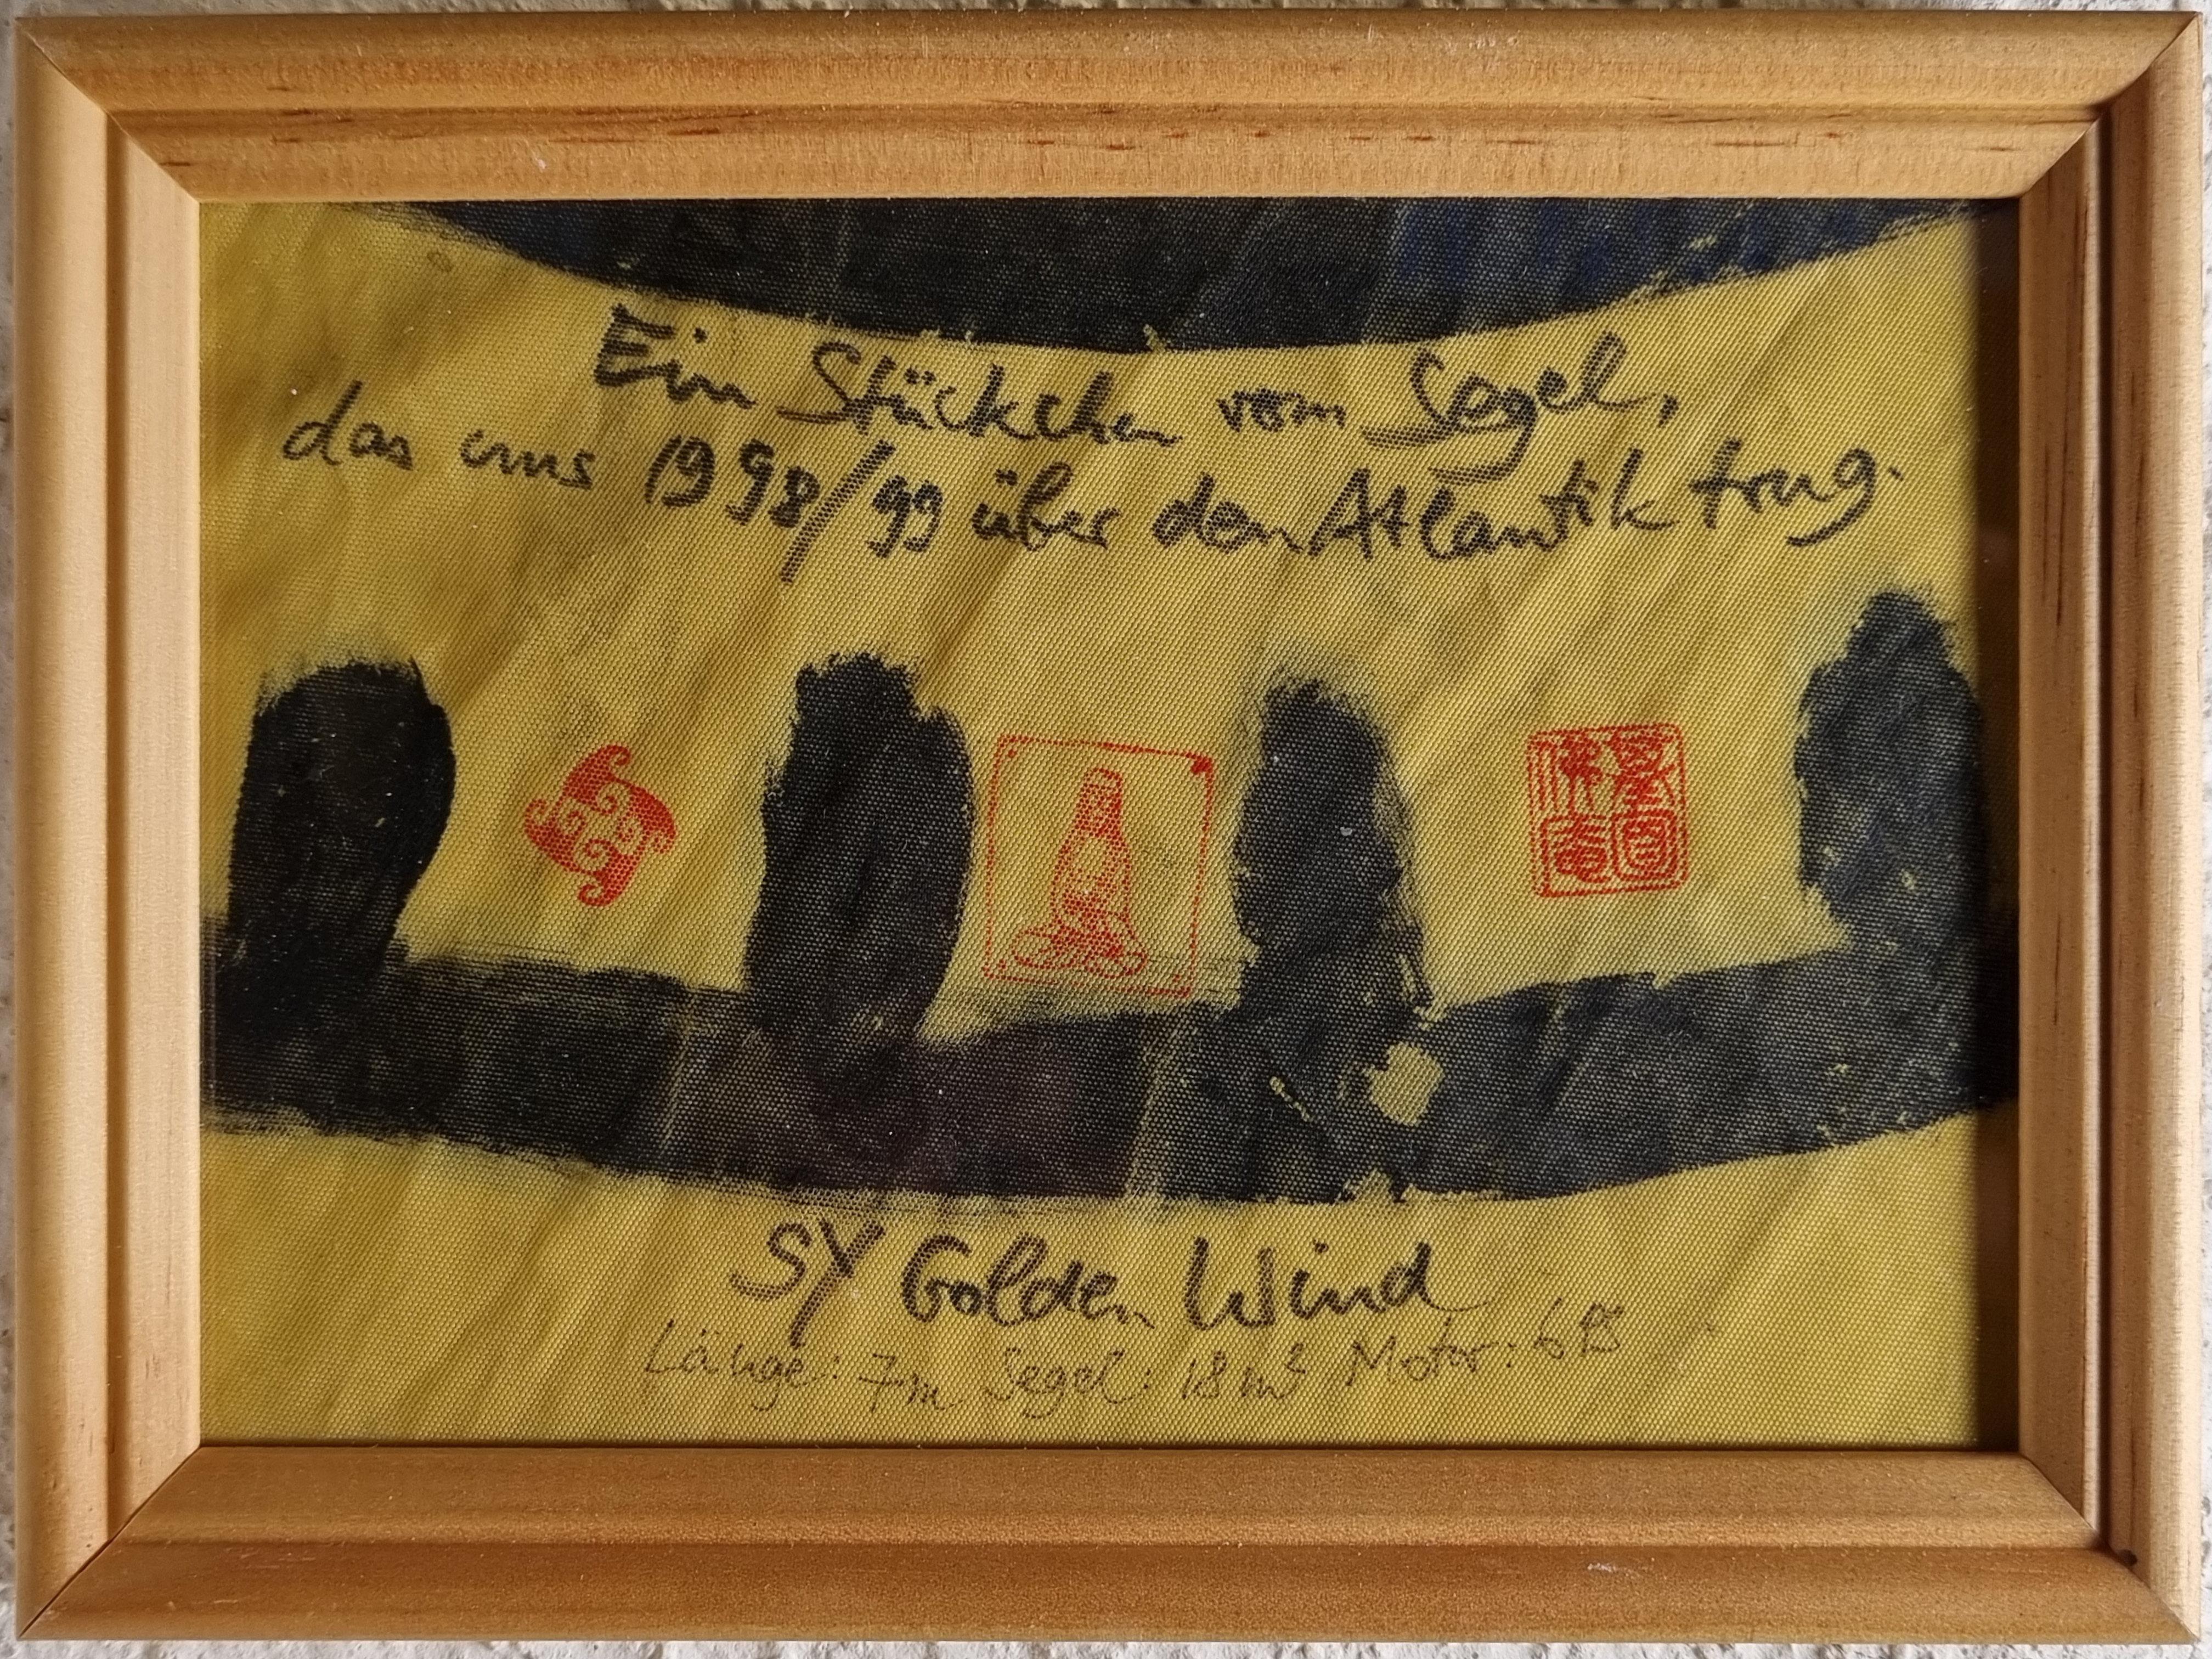 Ein Stückchen vom Segel,
das uns 1998/99 über den Atlantik trug.
SY Golden Wind
Länge: 7m Segel: 18m² Motor: 6PS